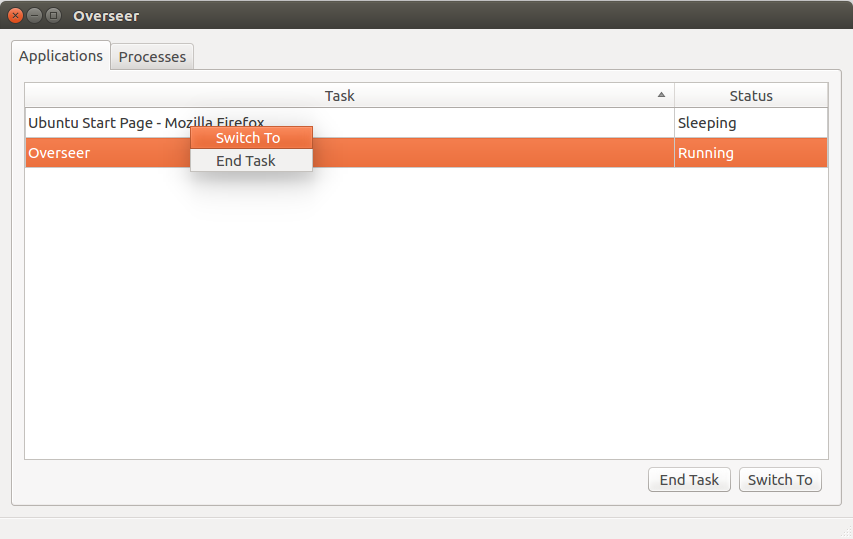 Overseer
Applications Processes
Task Status
Ubuntu Start Page - Mozilla Firefox Sleeping
Switch To
Overseer Running
End Task
End Task Switch To